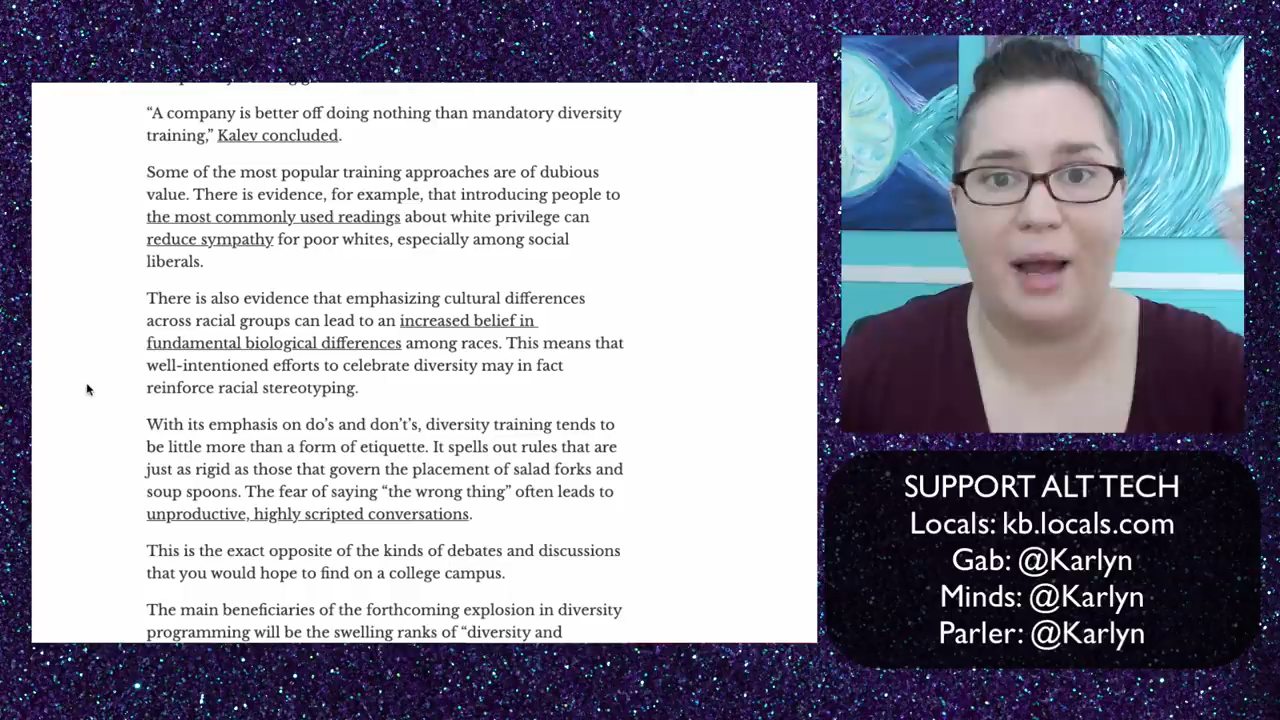 “A company is better off doing nothing than mandatory diversity
training,” Kalev concluded.
Some of the most popular training approaches are of dubious
value. There is evidence, for example, that introducing people to
the most commonly used readings about white privilege can
reduce sympathy for poor whites, especially among social
liberals.
There is also evidence that emphasizing cultural differences
across racial groups can lead to an increased belief in
fundamental biological differences among races. This means that
well-intentioned efforts to celebrate diversity may in fact
reinforce racial stereotyping.
With its emphasis on do’s and don’t’s, diversity training tends to
be little more than a form of etiquette. It spells out rules that are
just as rigid as those that govern the placement of salad forks and
soup spoons. The fear of saying “the wrong thing” often leads to
unproductive, highly scripted conversations.
This is the exact opposite of the kinds of debates and discussions
that you would hope to find on a college campus.
The main beneficiaries of the forthcoming explosion in diversity
programming will be the swelling ranks of “diversity and
SUPPORT ALT TECH
Locals: kb.locals.com
Gab: @Karlyn
Minds: @Karlyn
Parler: @Karlyn